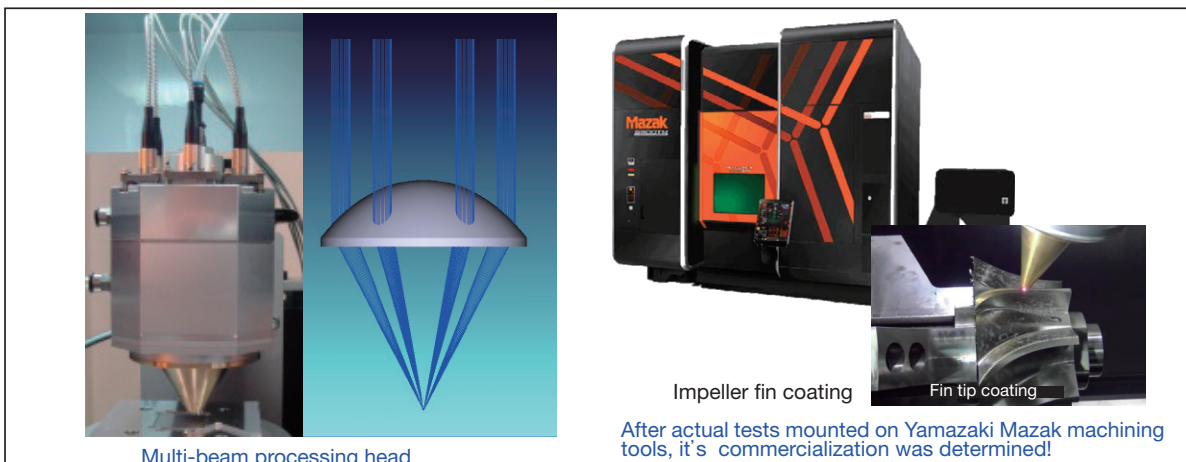 Mazak
Impeller fin coating
Fin tip coating
After actual tests mounted on Yamazaki Mazak machining
tools, it's commercialization was determined!
Multi-beam processing head